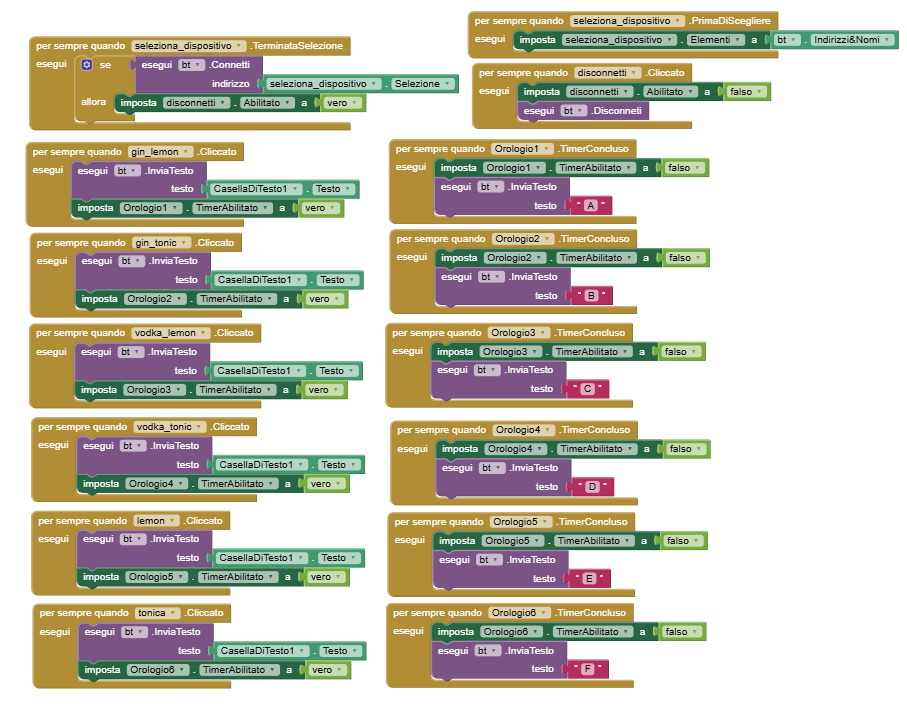 per sempre quando seleziona_dispositivo .TerminataSelezione
esegui se esegui bt .Connetti
indirizzo seleziona_dispositivo . Selezione
allora imposta disconnetti . Abilitato a vero
per sempre quando seleziona_dispositivo .PrimaDiScegliere
esegui imposta seleziona_dispositivo . Elementi a bt . Indirizzi&Nomi
per sempre quando disconnetti .Cliccato
esegui imposta disconnetti . Abilitato a falso
esegui bt .Disconneti
per sempre quando gin_lemon .Cliccato
esegui esegui bt .InviaTesto
testo CasellaDiTesto1 . Testo
imposta Orologio1 . TimerAbilitato a vero
per sempre quando Orologio1 .TimerConcluso
esegui imposta Orologio1 . TimerAbilitato a falso
esegui bt .InviaTesto
testo " A "
per sempre quando gin_tonic .Cliccato
esegui esegui bt .InviaTesto
testo CasellaDiTesto1 . Testo
imposta Orologio2 . TimerAbilitato a vero
per sempre quando Orologio2 .TimerConcluso
esegui imposta Orologio2 . TimerAbilitato a falso
esegui bt .InviaTesto
testo " B "
per sempre quando vodka_lemon .Cliccato
esegui esegui bt .InviaTesto
testo CasellaDiTesto1 . Testo
imposta Orologio3 . TimerAbilitato a vero
per sempre quando Orologio3 .TimerConcluso
esegui imposta Orologio3 . TimerAbilitato a falso
esegui bt .InviaTesto
testo " C "
per sempre quando vodka_tonic .Cliccato
esegui esegui bt .InviaTesto
testo CasellaDiTesto1 . Testo
imposta Orologio4 . TimerAbilitato a vero
per sempre quando Orologio4 .TimerConcluso
esegui imposta Orologio4 . TimerAbilitato a falso
esegui bt .InviaTesto
testo " D "
per sempre quando lemon .Cliccato
esegui esegui bt .InviaTesto
testo CasellaDiTesto1 . Testo
imposta Orologio5 . TimerAbilitato a vero
per sempre quando Orologio5 .TimerConcluso
esegui imposta Orologio5 . TimerAbilitato a falso
esegui bt .InviaTesto
testo " E "
per sempre quando tonica .Cliccato
esegui esegui bt .InviaTesto
testo CasellaDiTesto1 . Testo
imposta Orologio6 . TimerAbilitato a vero
per sempre quando Orologio6 .TimerConcluso
esegui imposta Orologio6 . TimerAbilitato a falso
esegui bt .InviaTesto
testo " F "